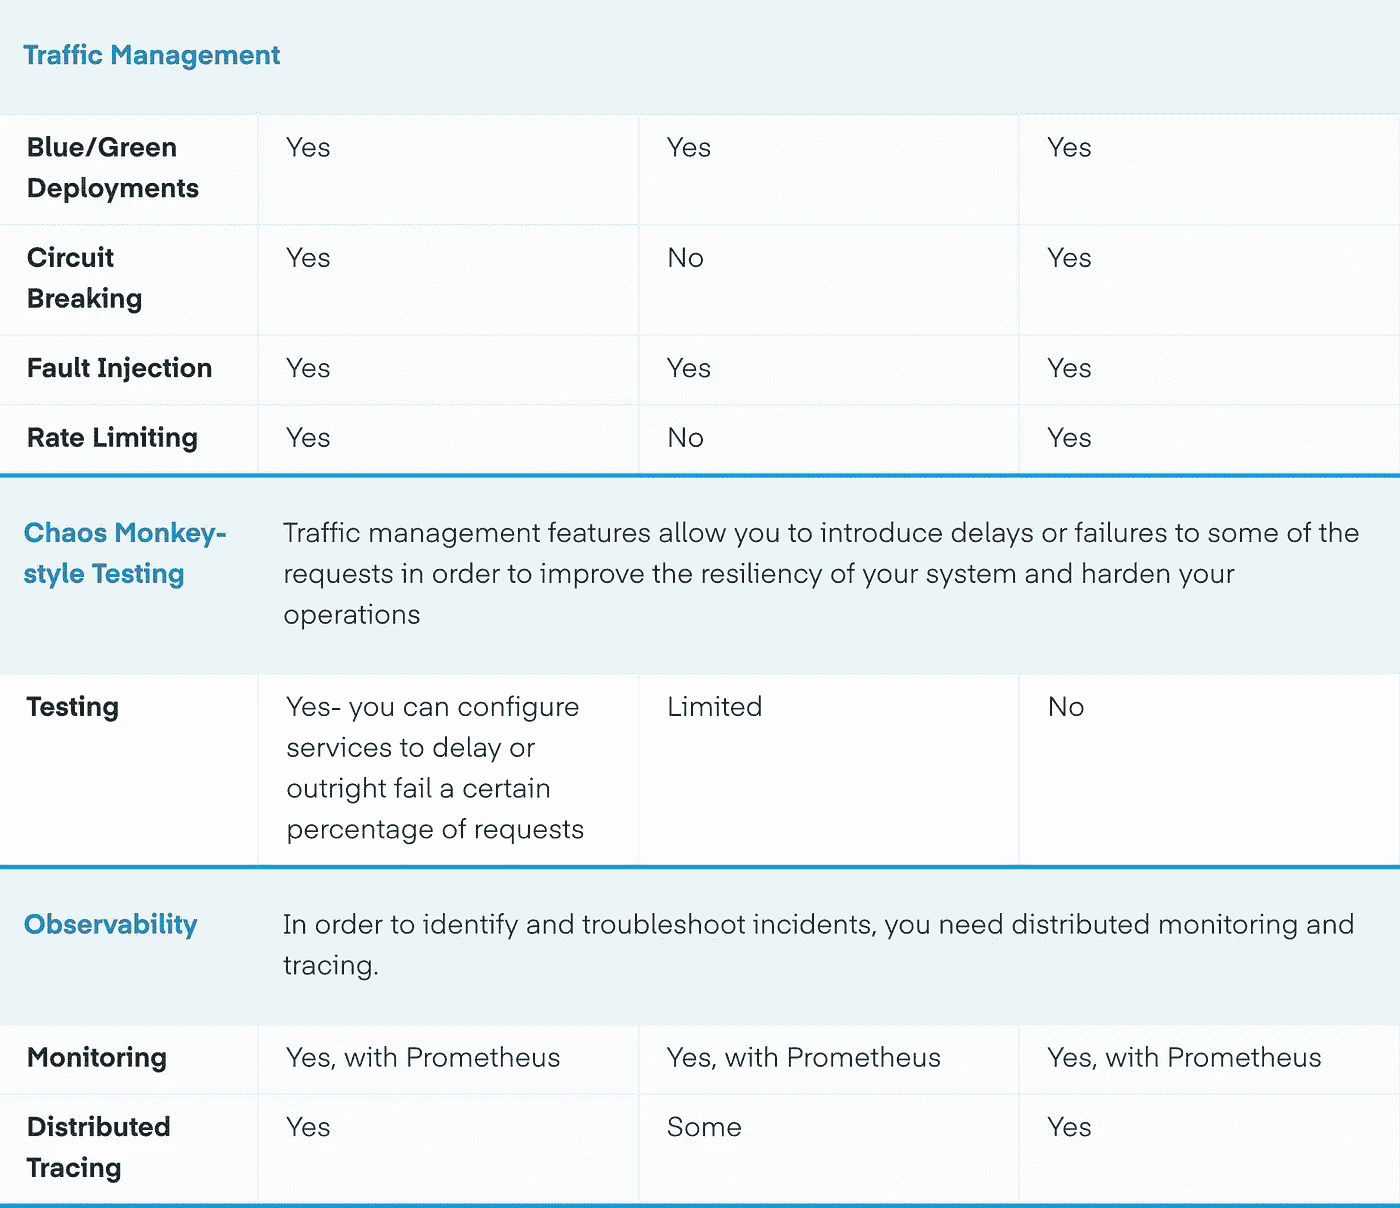 Traffic Management
Blue/Green
Deployments
Yes
Yes
Yes
Circuit
Breaking
Yes
No
Yes
Fault Injection
Yes
Yes
Yes
Rate Limiting
Yes
No
Yes
Chaos Monkey-
style Testing
Traffic management features allow you to introduce delays or failures to some of the
requests in order to improve the resiliency of your system and harden your
operations
Testing
Yes- you can configure
services to delay or
outright fail a certain
percentage of requests
Limited
No
Observability
In order to identify and troubleshoot incidents, you need distributed monitoring and
tracing.
Monitoring
Yes, with Prometheus
Yes, with Prometheus
Yes, with Prometheus
Distributed
Tracing
Yes
Some
Yes